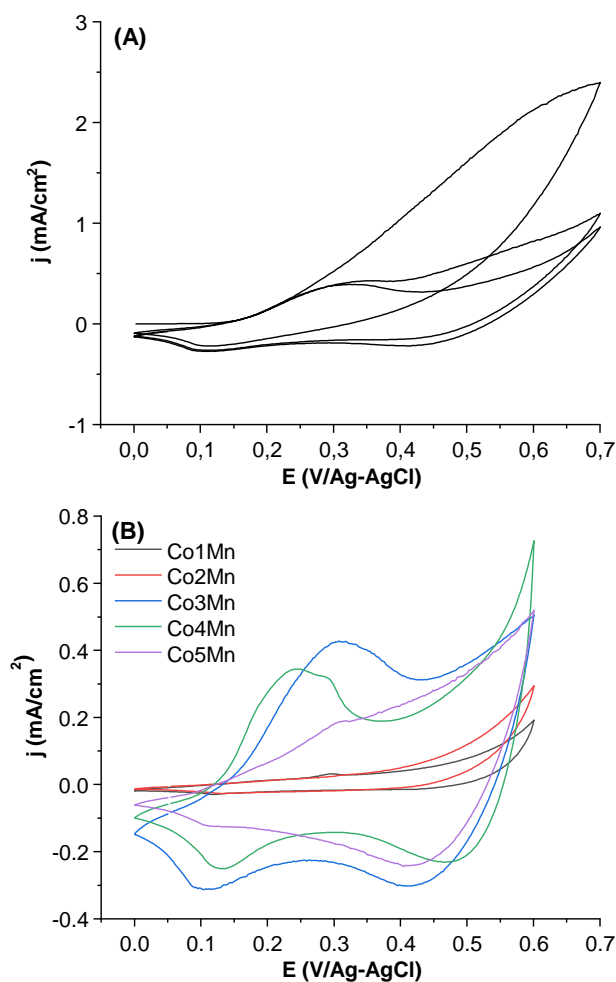 (A)
3
2
1
0
-1
j (mA/cm²)
0,0 0,1 0,2 0,3 0,4 0,5 0,6 0,7
E (V/Ag-AgCl)
(B)
Co1Mn
Co2Mn
Co3Mn
Co4Mn
Co5Mn
0.8
0.6
0.4
0.2
0.0
-0.2
-0.4
j (mA/cm²)
0.0 0.1 0.2 0.3 0.4 0.5 0.6 0.7
E (V/Ag-AgCl)